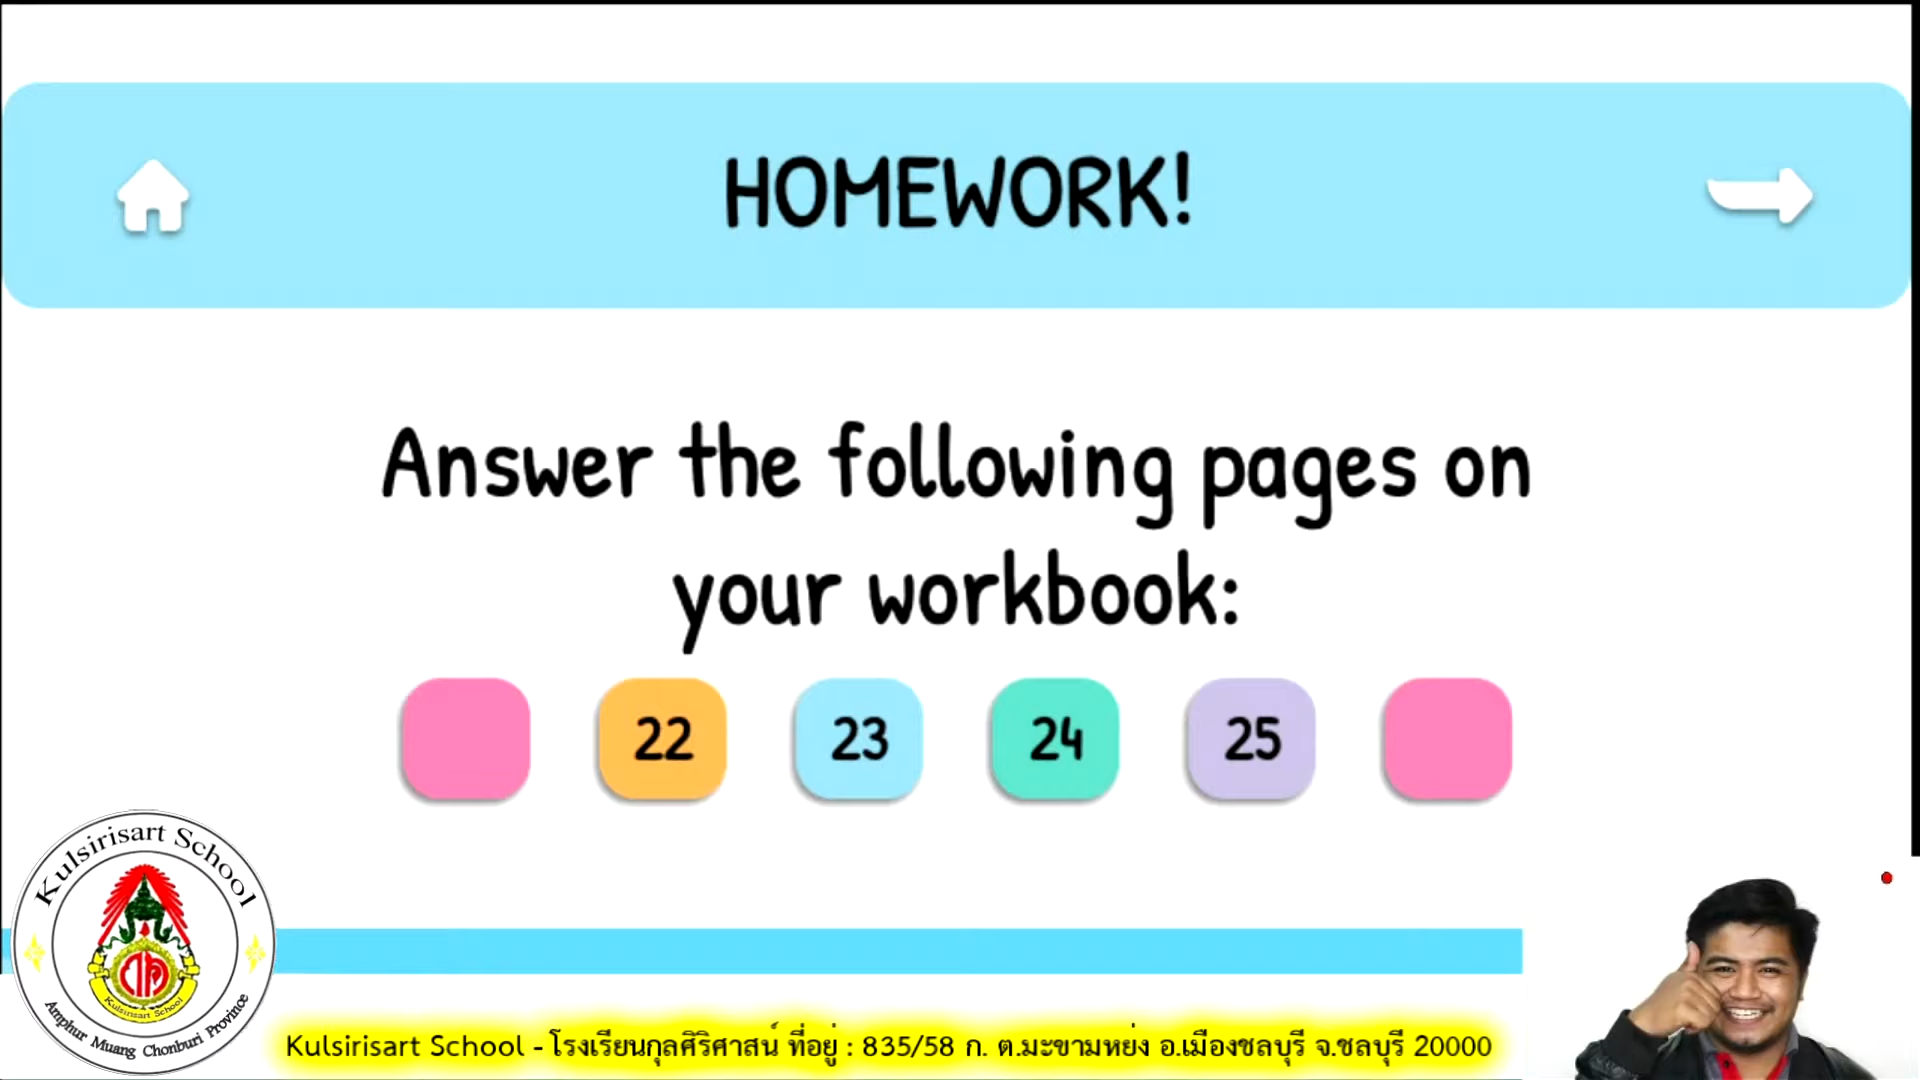 HOMEWORK!
Answer the following pages on
your workbook:
22 23 24 25
Kulsirisart School
Kulsirisart School
Amphur Muang Chonburi Province
Kulsirisart School - โรงเรียนกุลศิริศาสน์ ที่อยู่ : 835/58 ก. ต.มะขามหย่ง อ.เมืองชลบุรี จ.ชลบุรี 20000